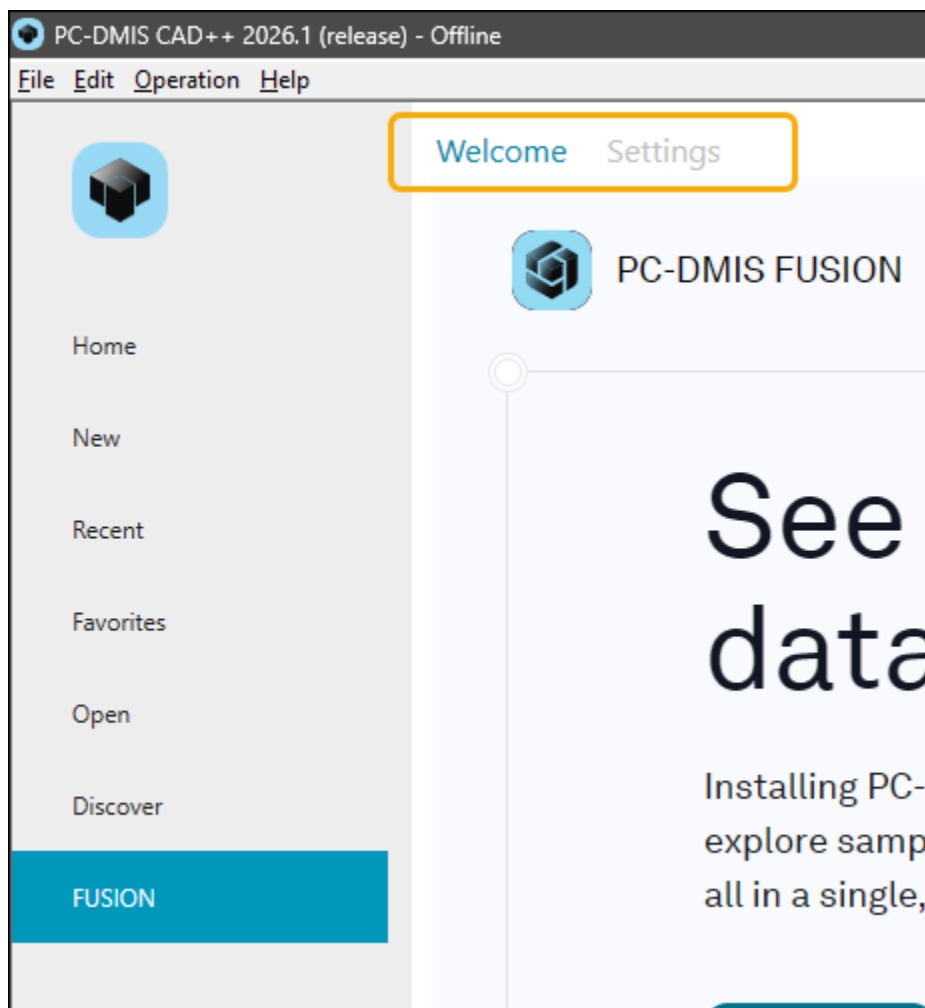 PC-DMIS CAD++ 2026.1 (release) - Offline
File Edit Operation Help
Welcome Settings
PC-DMIS FUSION
Home
New
Recent
Favorites
Open
Discover
FUSION
See
data
Installing PC-
explore samp
all in a single,